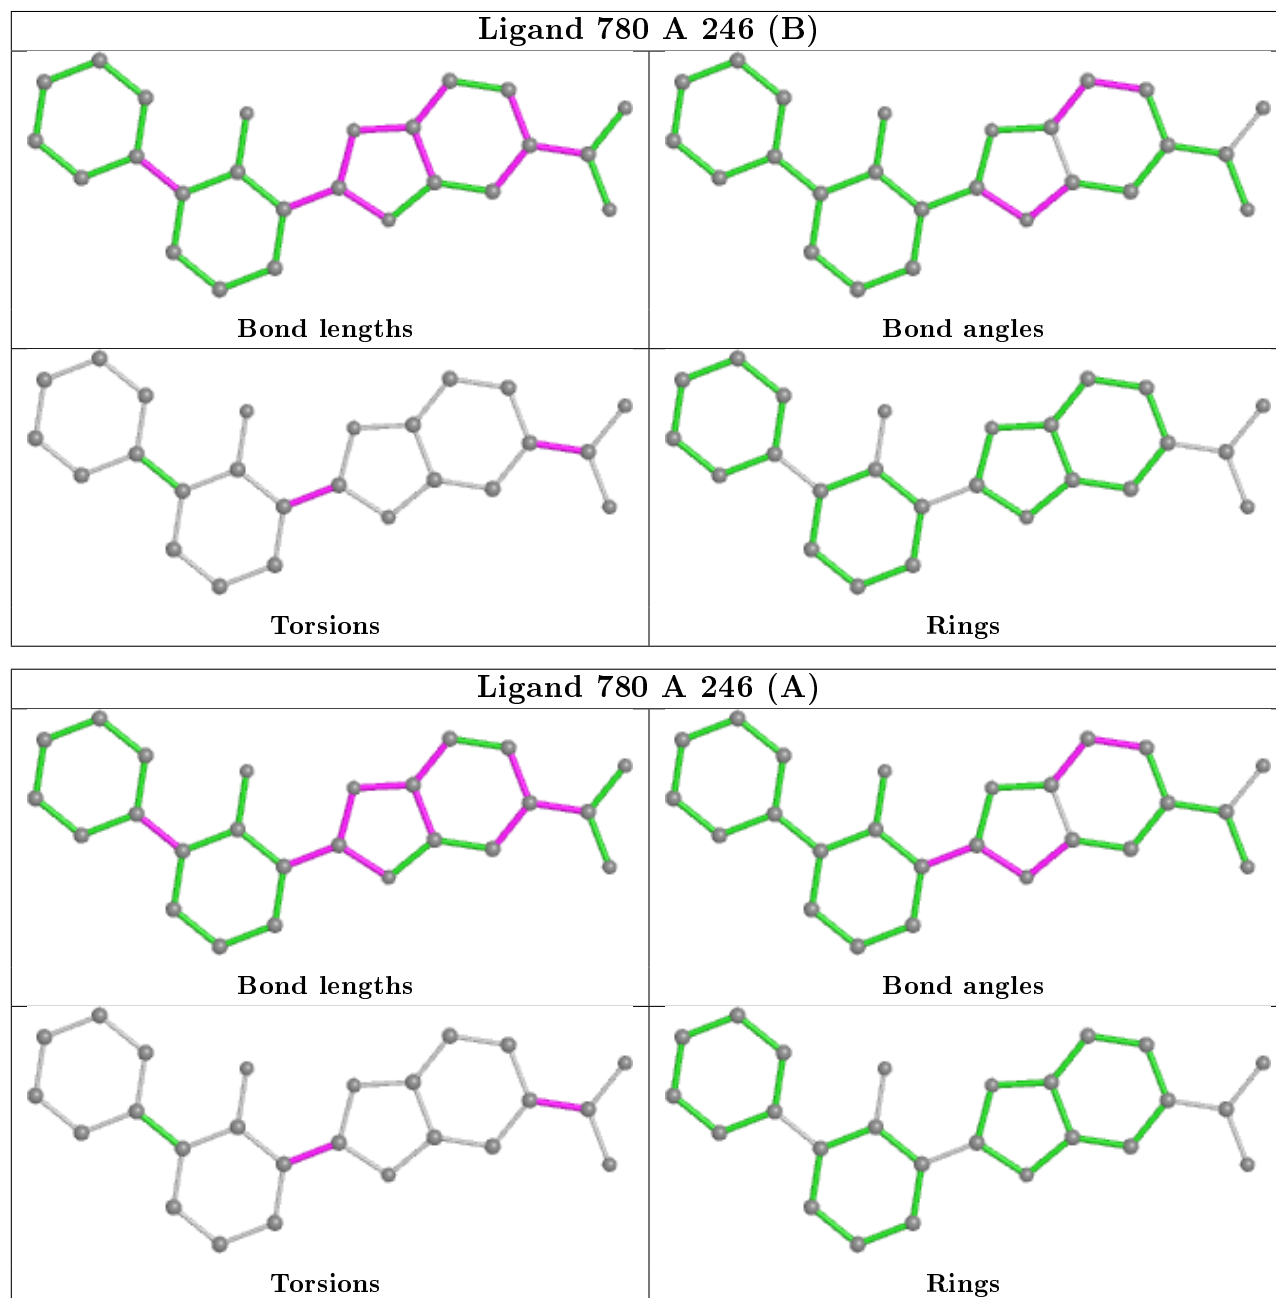 Ligand 780 A 246 (B)
Bond lengths
Bond angles
Torsions
Rings
Ligand 780 A 246 (A)
Bond lengths
Bond angles
Torsions
Rings